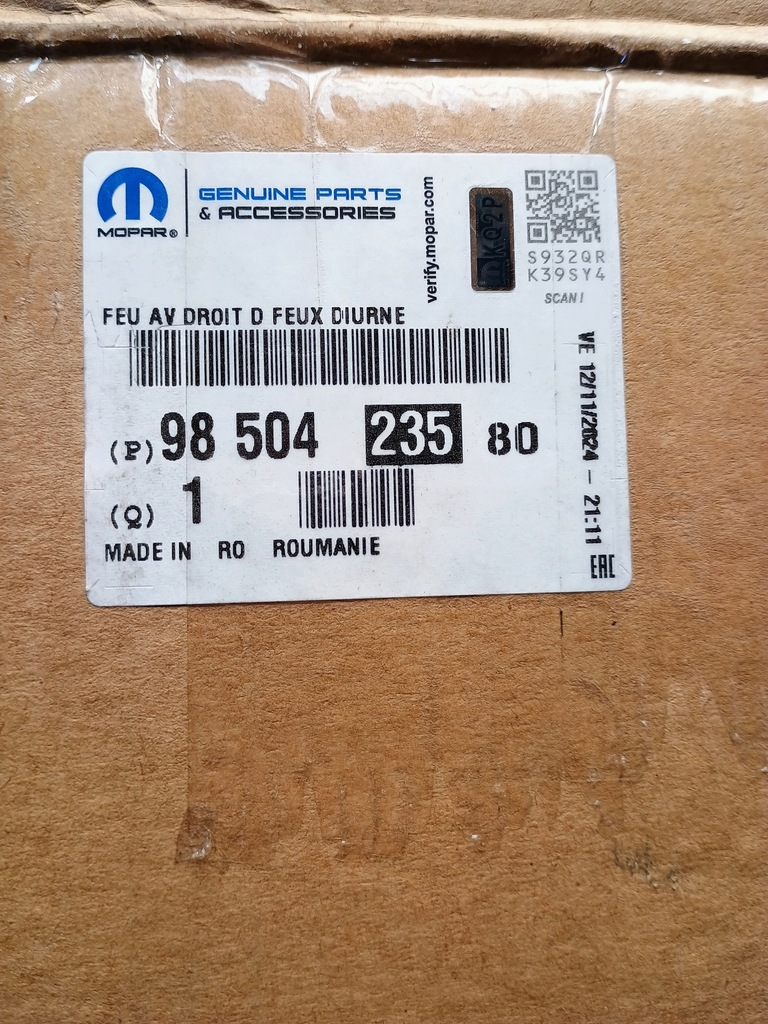 MOPAR®
GENUINE PARTS
& ACCESSORIES
verify.mopar.com
KQ2P
S932QR
K39SY4
SCAN!
FEU AV DROIT D FEUX DIURNE
(P) 98 504 235 80
(Q) 1
MADE IN RO ROUMANIE
VE 12/11/2024 - 21:11
EAC